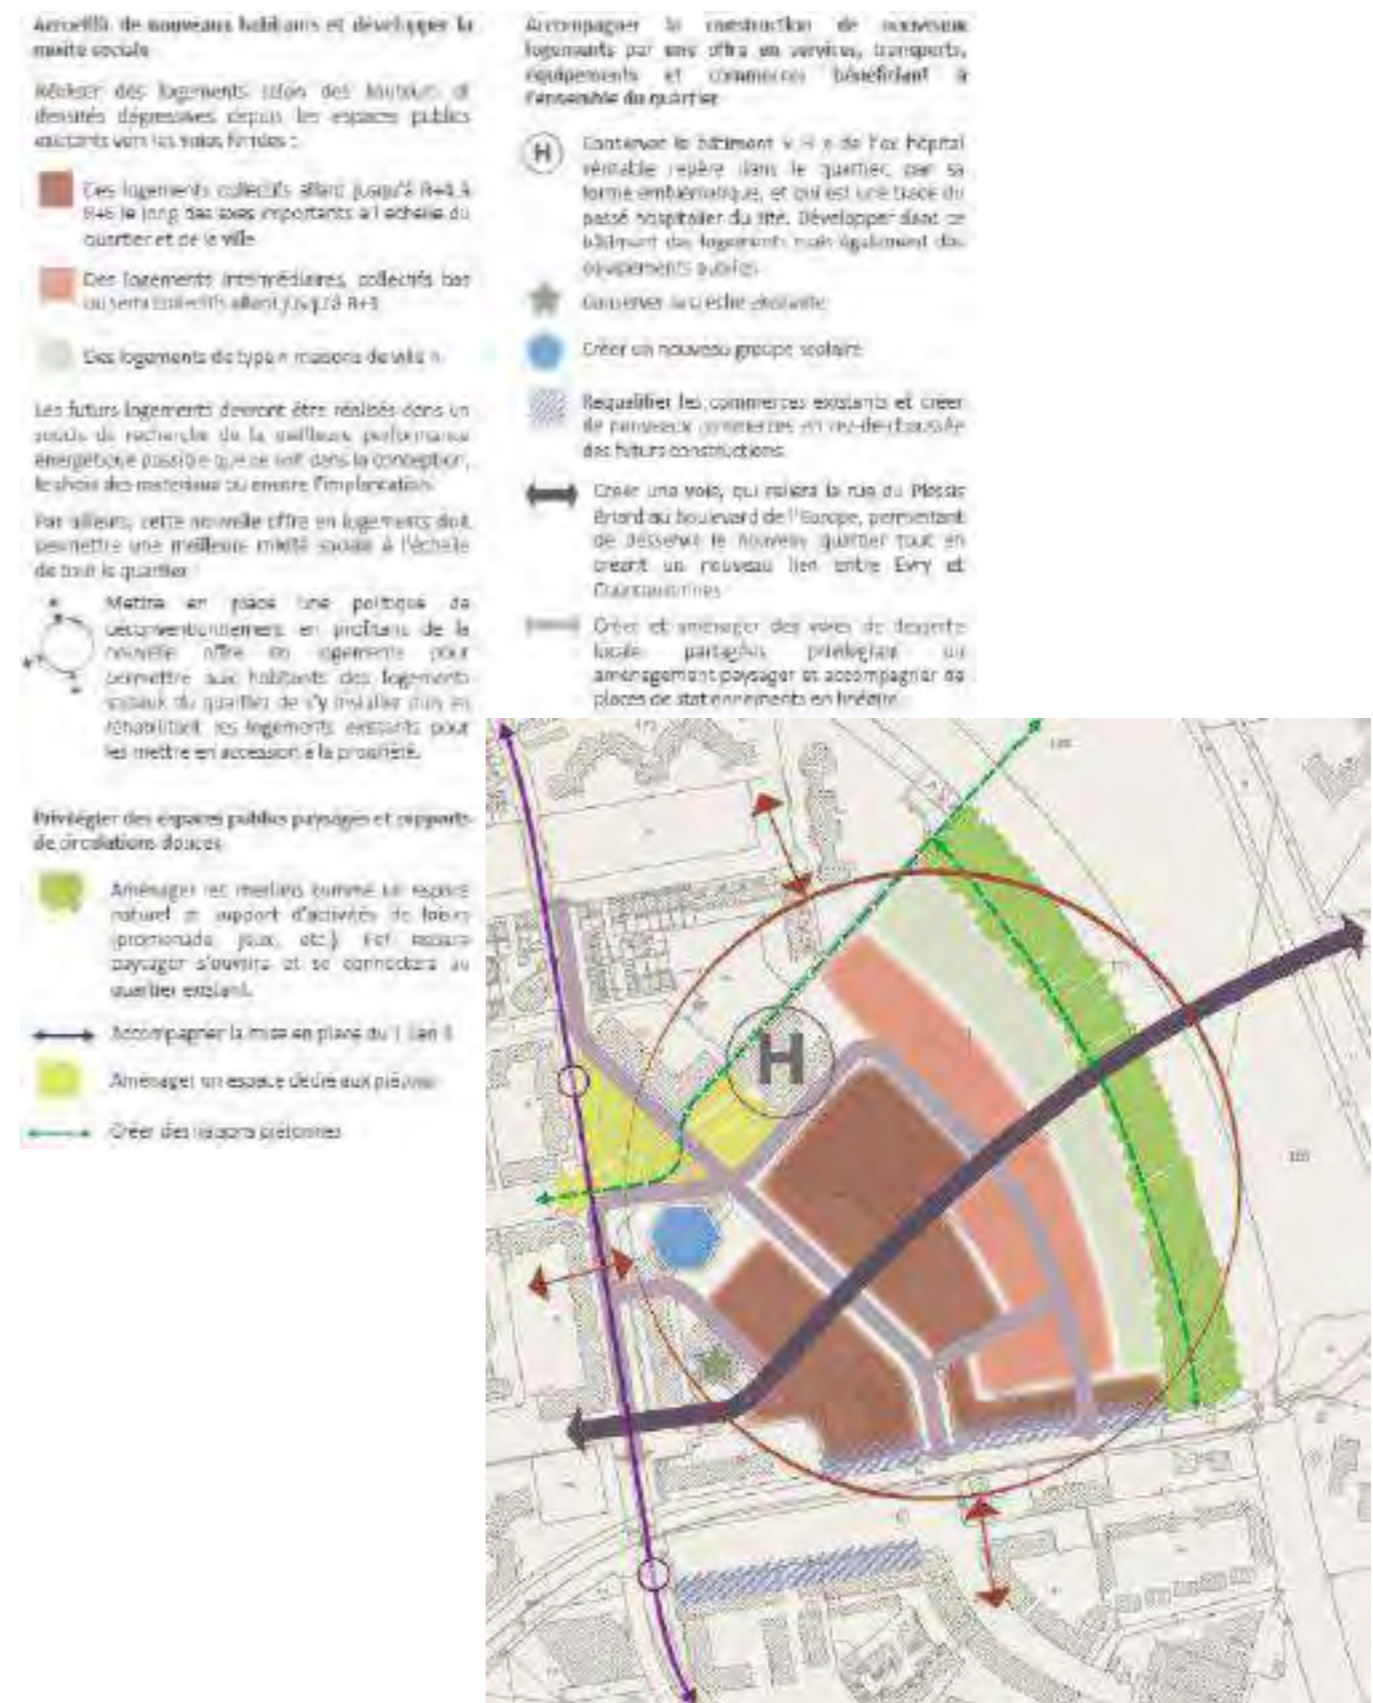 Accueillir de nouveaux habitants et développer la
mixité sociale
Réaliser des logements selon des hauteurs et
densités dégressives depuis les espaces publics
existants vers les voies ferrées :
Des logements collectifs allant jusqu'à R+4 à
R+6 le long des axes importants à l'échelle du
quartier et de la ville
Des logements intermédiaires, collectifs bas
ou semi collectifs allant jusqu'à R+3
Des logements de type « maisons de ville »
Les futurs logements devront être réalisés dans un
soucis de recherche de la meilleure performance
énergétique possible que ce soit dans la conception,
le choix des matériaux ou encore l'implantation.
Par ailleurs, cette nouvelle offre en logements doit
permettre une meilleure mixité sociale à l'échelle
de tout le quartier
Mettre en place une politique de
déconventionnement en profitant de la
nouvelle offre en logements pour
permettre aux habitants des logements
sociaux du quartier de s'y installer puis en
réhabilitant les logements existants pour
les mettre en accession à la propriété.
Privilégier des espaces publics paysagés et supports
de circulations douces
Aménager les merlons comme un espace
naturel et support d'activités de loisirs
(promenade, jeux, etc.). Cet espace
paysager s'ouvrira et se connectera au
quartier existant.
Accompagner la mise en place du T Zen 4
Aménager un espace dédié aux piétons
Créer des liaisons piétonnes
Accompagner la construction de nouveaux
logements par une offre en services, transports,
équipements et commerces bénéficiant à
l'ensemble du quartier
H
Conserver le bâtiment « H » de l'ex hôpital
véritable repère dans le quartier, par sa
forme emblématique, et qui est une trace du
passé hospitalier du site. Développer dans ce
bâtiment des logements mais également des
équipements publics
Conserver la crèche existante
Créer un nouveau groupe scolaire
Requalifier les commerces existants et créer
de nouveaux commerces en rez-de-chaussée
des futurs constructions
Créer une voie, qui reliera la rue du Plessis
Briard au boulevard de l'Europe, permettant
de desservir le nouveau quartier tout en
créant un nouveau lien entre Evry et
Courcouronnes
Créer et aménager des voies de desserte
locale partagées privilégiant un
aménagement paysager et accompagner de
places de stationnements en linéaire
H